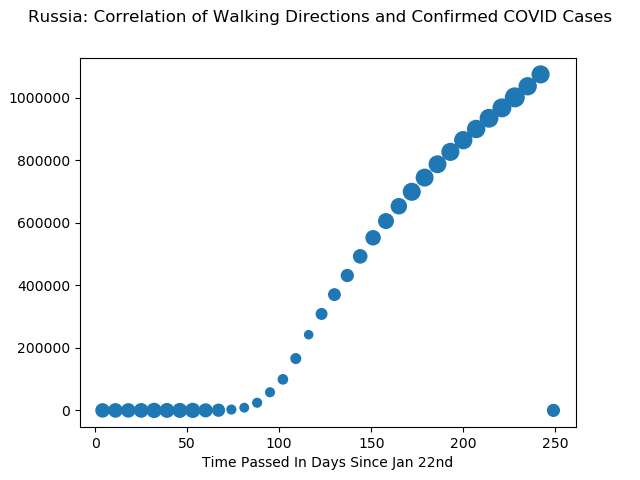 Russia: Correlation of Walking Directions and Confirmed COVID Cases
1000000
800000
600000
400000
200000
0
0 50 100 150 200 250
Time Passed In Days Since Jan 22nd